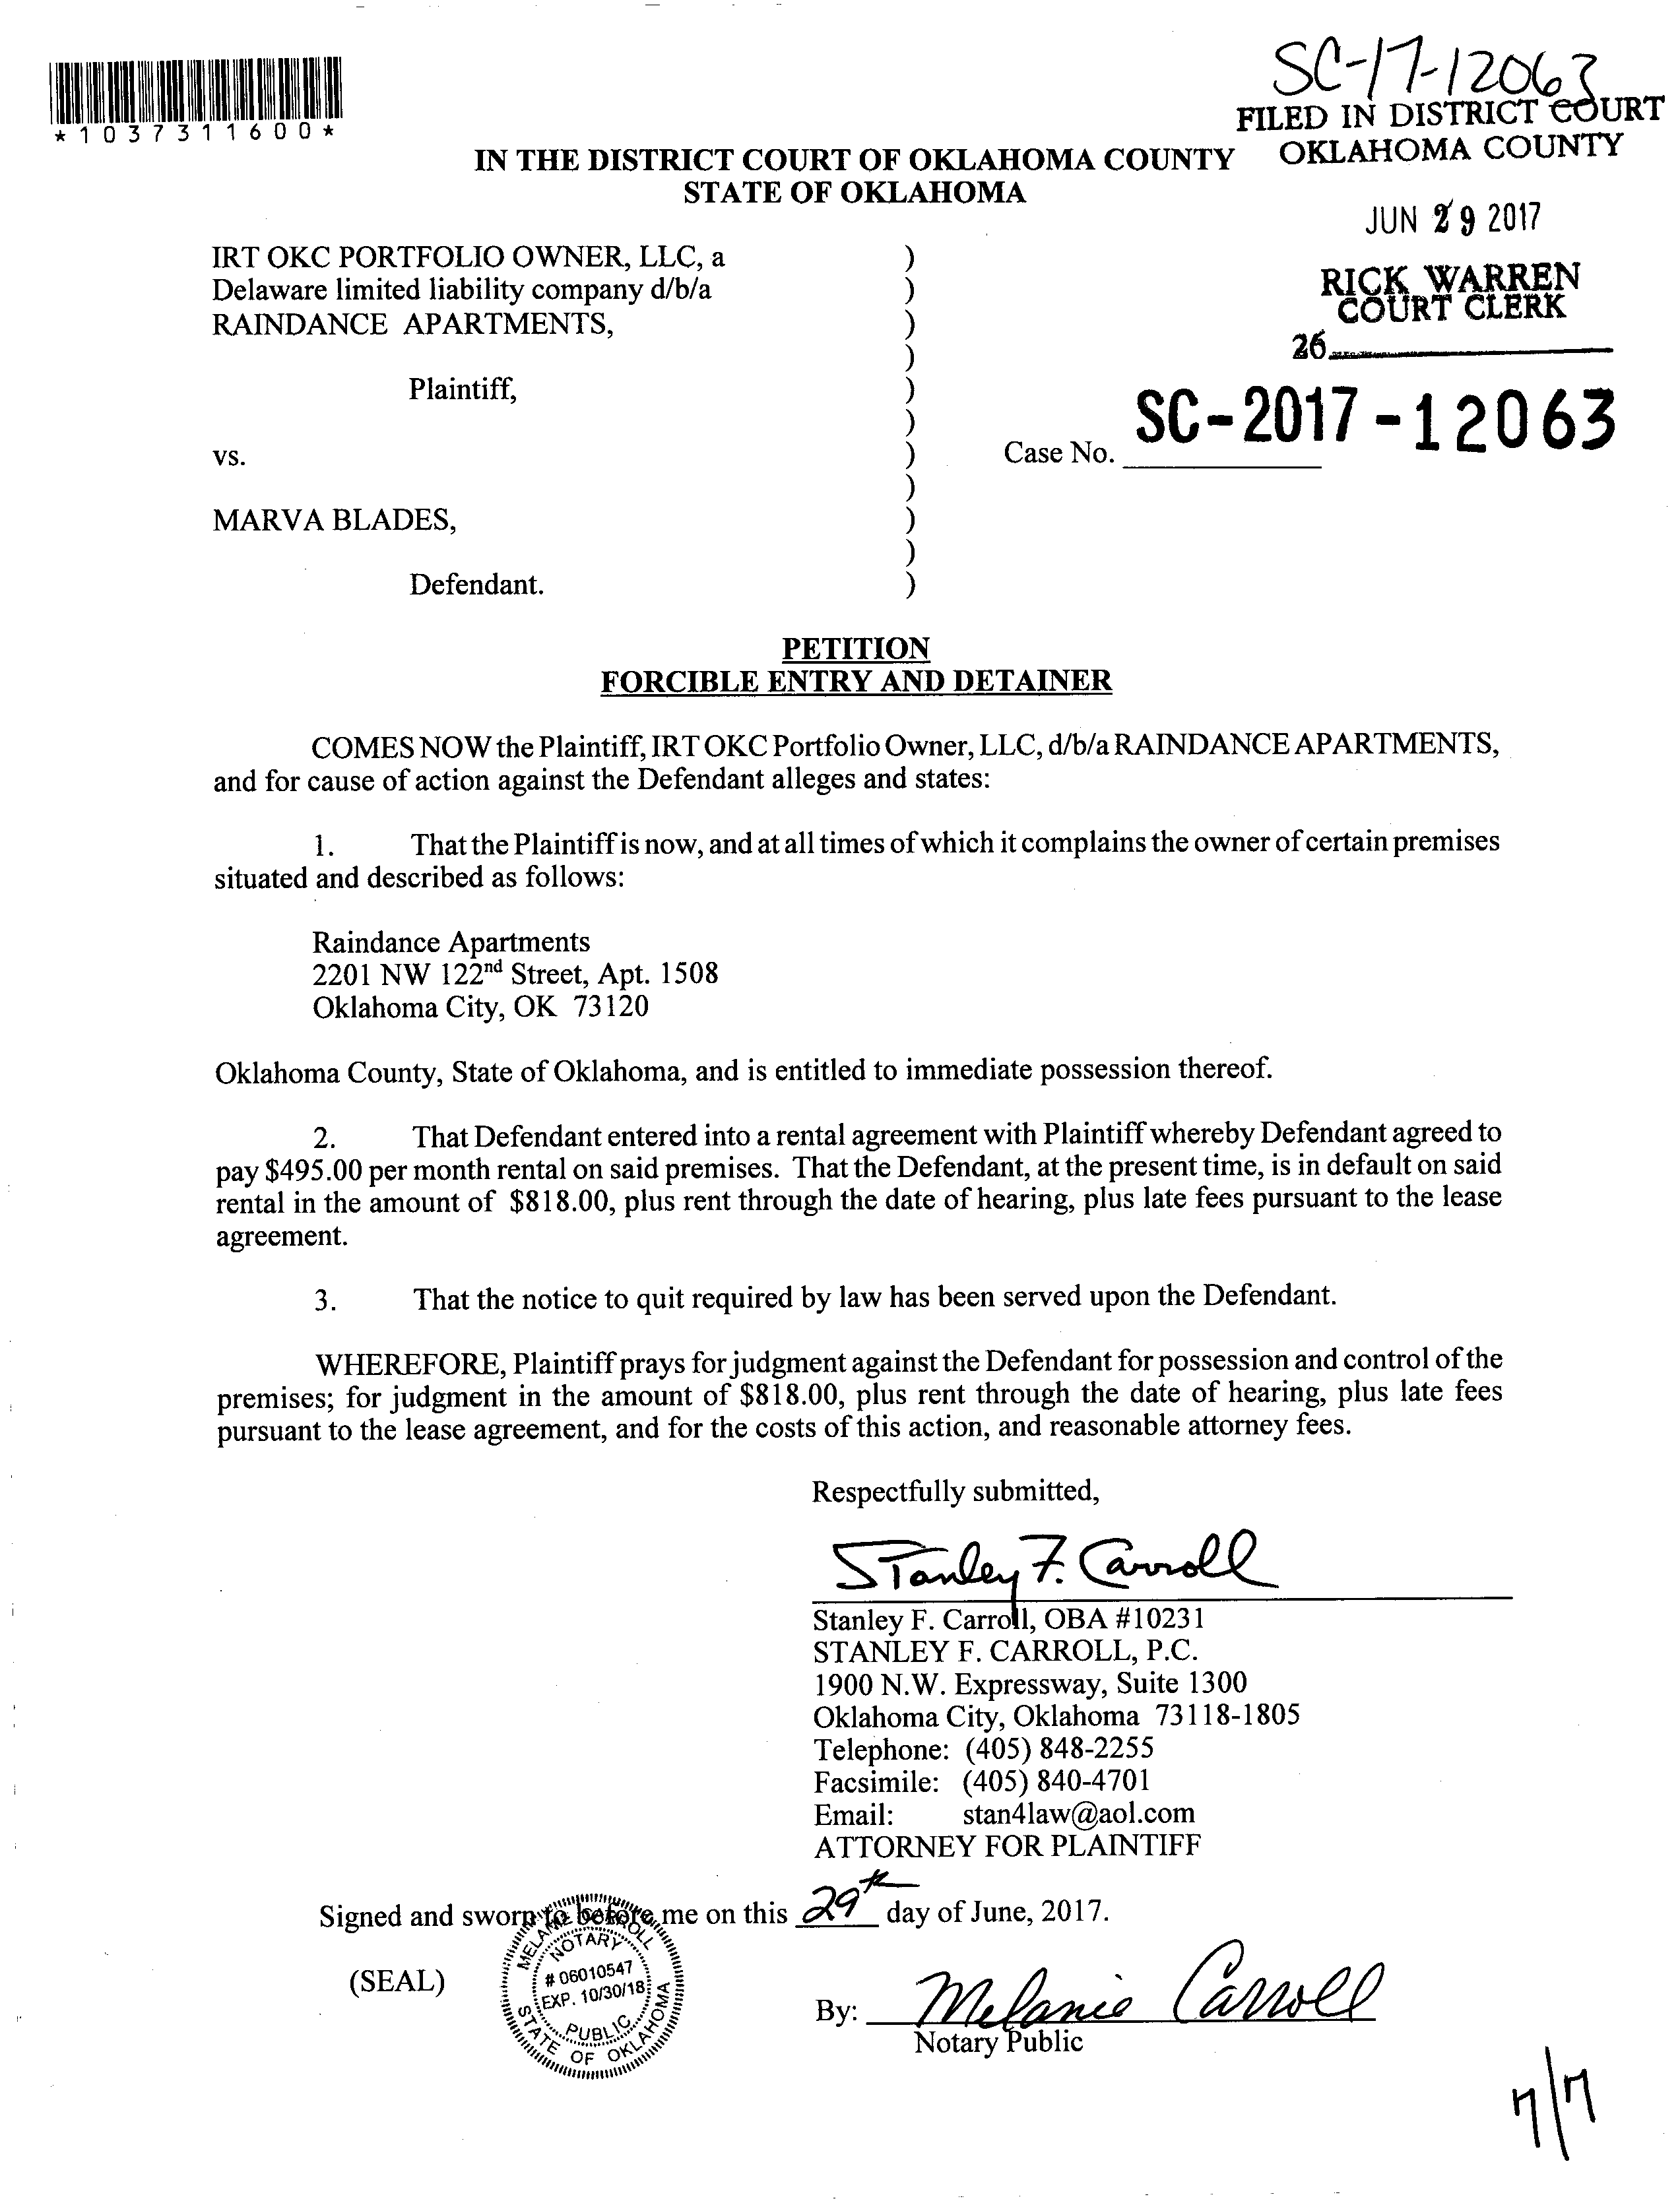 SC-17-12063
*1037311600*
FILED IN DISTRICT COURT
OKLAHOMA COUNTY
IN THE DISTRICT COURT OF OKLAHOMA COUNTY
STATE OF OKLAHOMA
JUN 29 2017
RICK WARREN
COURT CLERK
26
IRT OKC PORTFOLIO OWNER, LLC, a )
Delaware limited liability company d/b/a )
RAINDANCE APARTMENTS, )
)
Plaintiff, )
)
vs. ) Case No. SC-2017-12063
)
MARVA BLADES, )
)
Defendant. )
PETITION
FORCIBLE ENTRY AND DETAINER
COMES NOW the Plaintiff, IRT OKC Portfolio Owner, LLC, d/b/a RAINDANCE APARTMENTS,
and for cause of action against the Defendant alleges and states:
1. That the Plaintiff is now, and at all times of which it complains the owner of certain premises
situated and described as follows:
Raindance Apartments
2201 NW 122nd Street, Apt. 1508
Oklahoma City, OK 73120
Oklahoma County, State of Oklahoma, and is entitled to immediate possession thereof.
2. That Defendant entered into a rental agreement with Plaintiff whereby Defendant agreed to
pay $495.00 per month rental on said premises. That the Defendant, at the present time, is in default on said
rental in the amount of $818.00, plus rent through the date of hearing, plus late fees pursuant to the lease
agreement.
3. That the notice to quit required by law has been served upon the Defendant.
WHEREFORE, Plaintiff prays for judgment against the Defendant for possession and control of the
premises; for judgment in the amount of $818.00, plus rent through the date of hearing, plus late fees
pursuant to the lease agreement, and for the costs of this action, and reasonable attorney fees.
Respectfully submitted,
Stanley F. Carroll
Stanley F. Carroll, OBA #10231
STANLEY F. CARROLL, P.C.
1900 N.W. Expressway, Suite 1300
Oklahoma City, Oklahoma 73118-1805
Telephone: (405) 848-2255
Facsimile: (405) 840-4701
Email: stan4law@aol.com
ATTORNEY FOR PLAINTIFF
Signed and sworn to before me on this 29th day of June, 2017.
(SEAL)
MELANIE CARROLL
NOTARY
# 06010547
EXP. 10/30/18
PUBLIC
STATE OF OKLAHOMA
By: Melanie Carroll
Notary Public
7/7